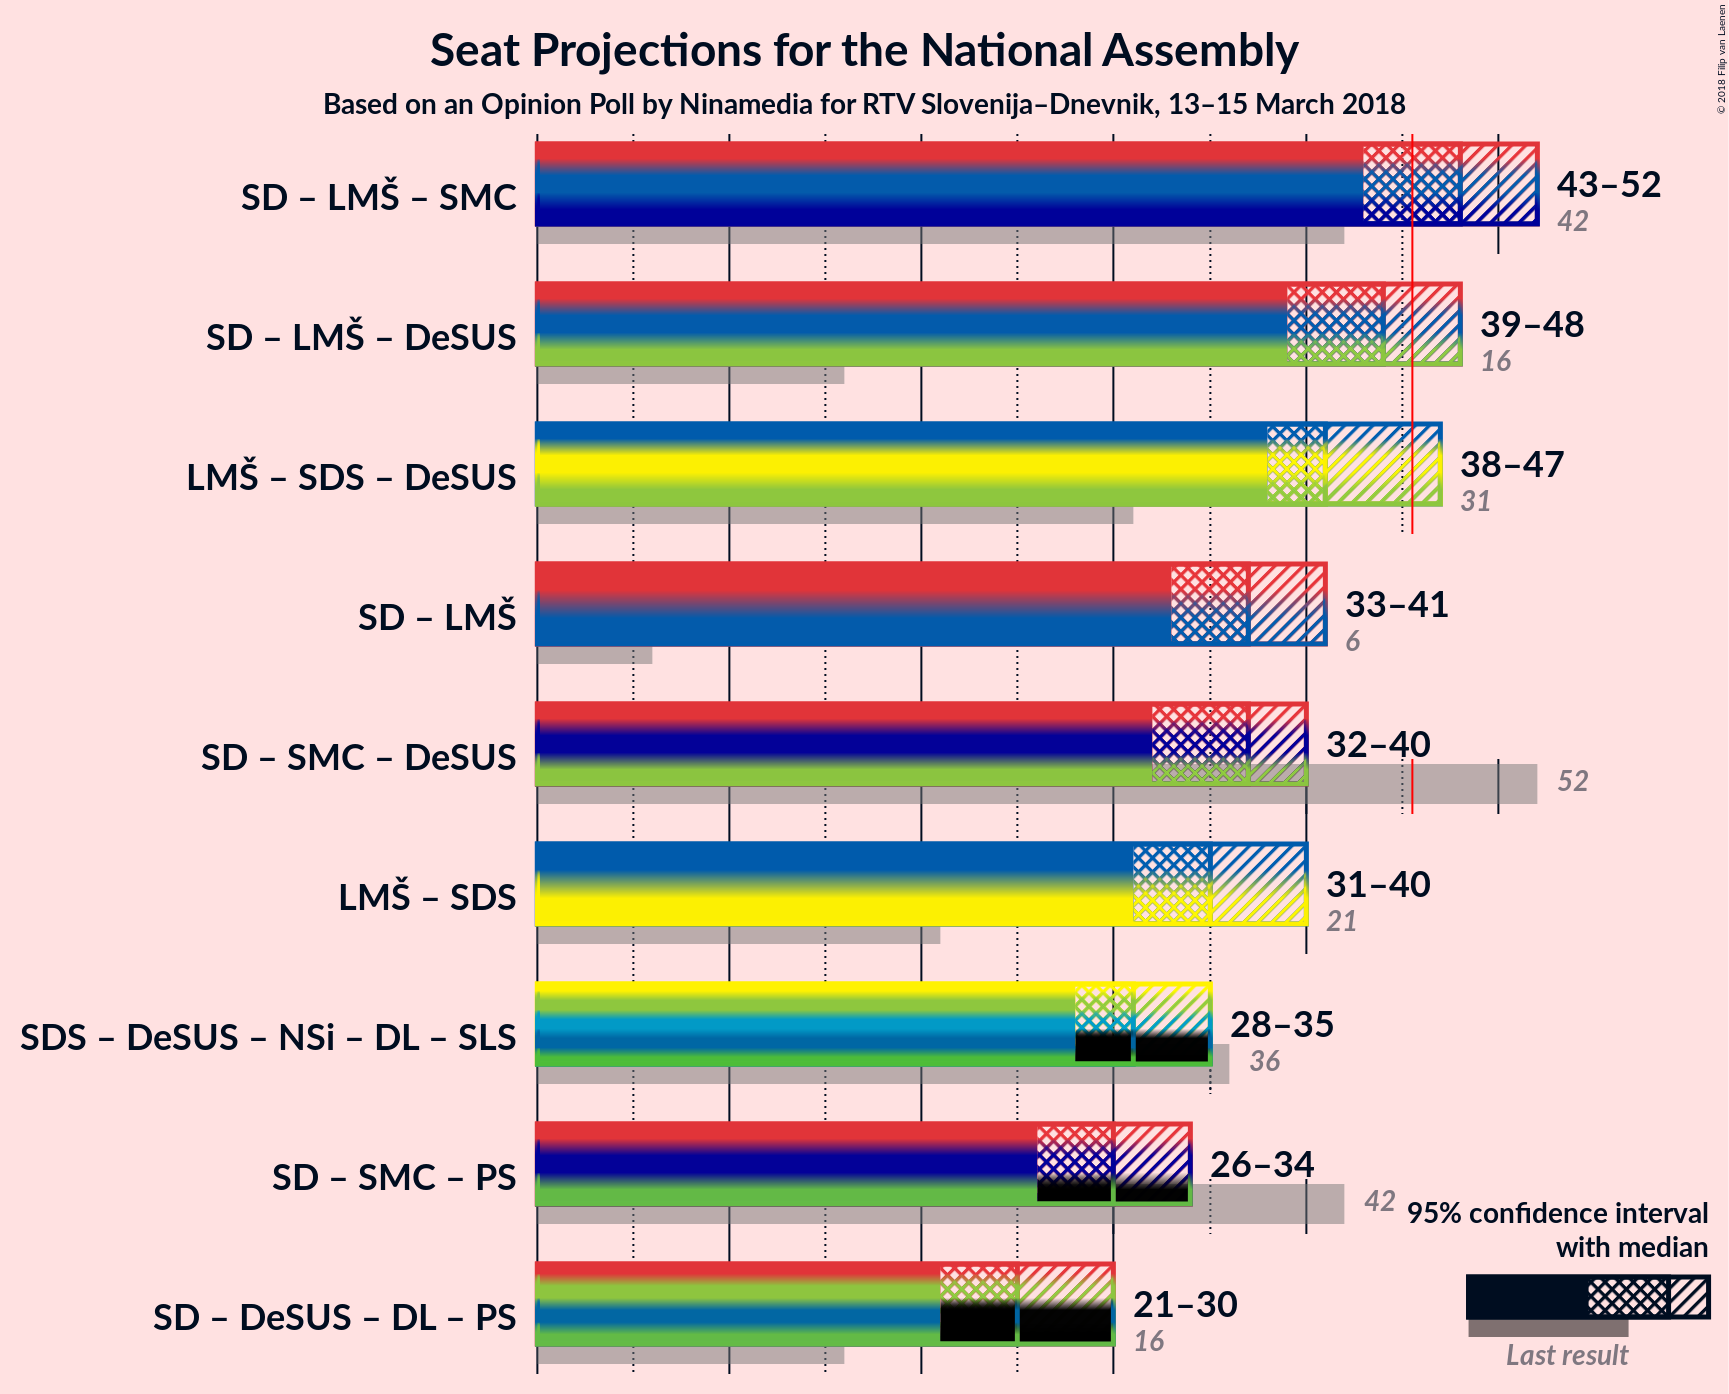 Seat Projections for the National Assembly
Based on an Opinion Poll by Ninamedia for RTV Slovenija–Dnevnik, 13–15 March 2018
© 2018 Filip van Laenen
SD – LMŠ – SMC
43–52
42
SD – LMŠ – DeSUS
39–48
16
LMŠ – SDS – DeSUS
38–47
31
SD – LMŠ
33–41
6
SD – SMC – DeSUS
32–40
52
LMŠ – SDS
31–40
21
SDS – DeSUS – NSi – DL – SLS
28–35
36
SD – SMC – PS
26–34
42
SD – DeSUS – DL – PS
21–30
16
95% confidence interval
with median
Last result